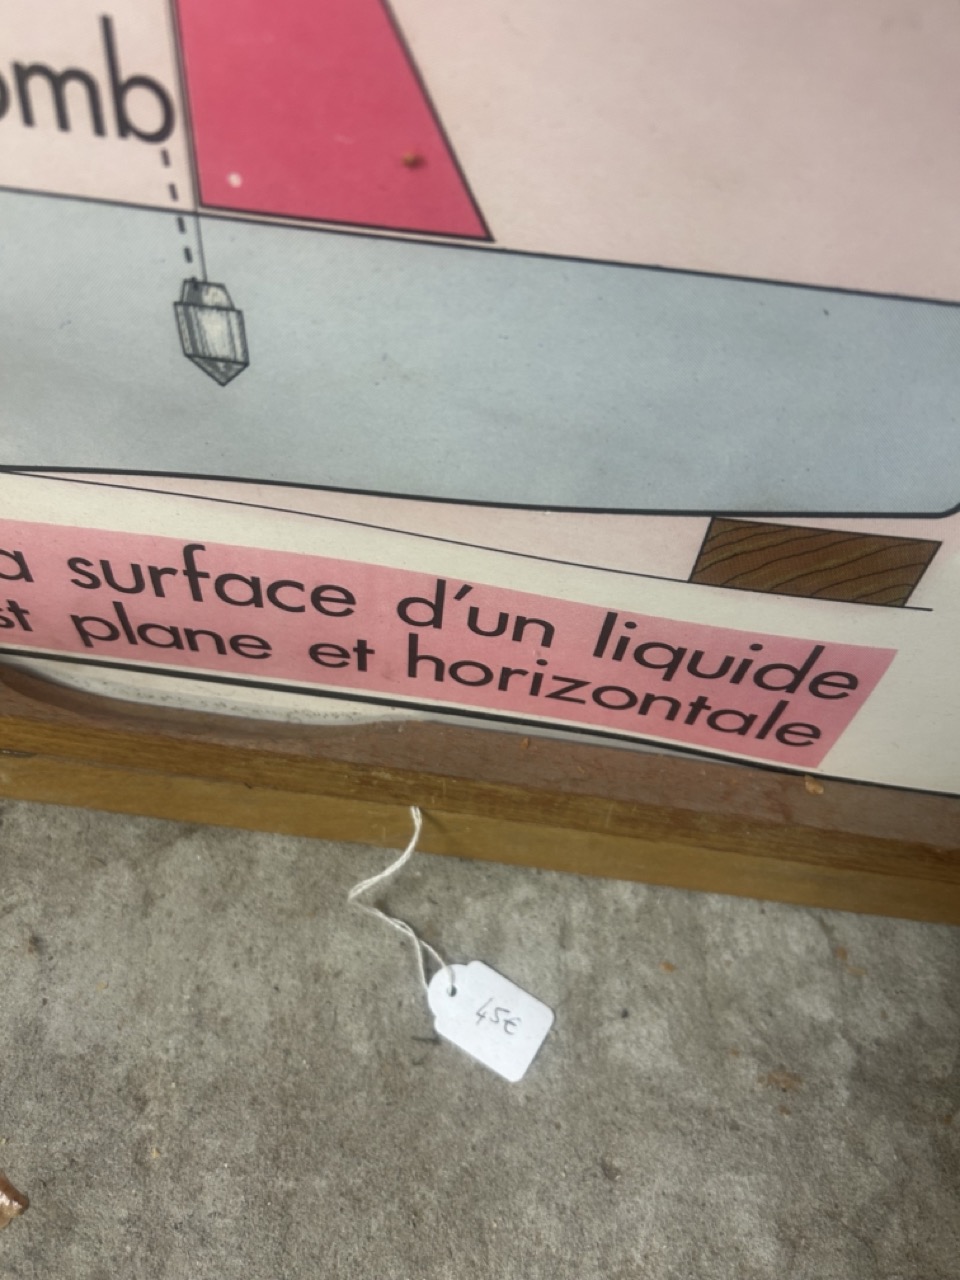 omb
a surface d'un liquide
st plane et horizontale
45€